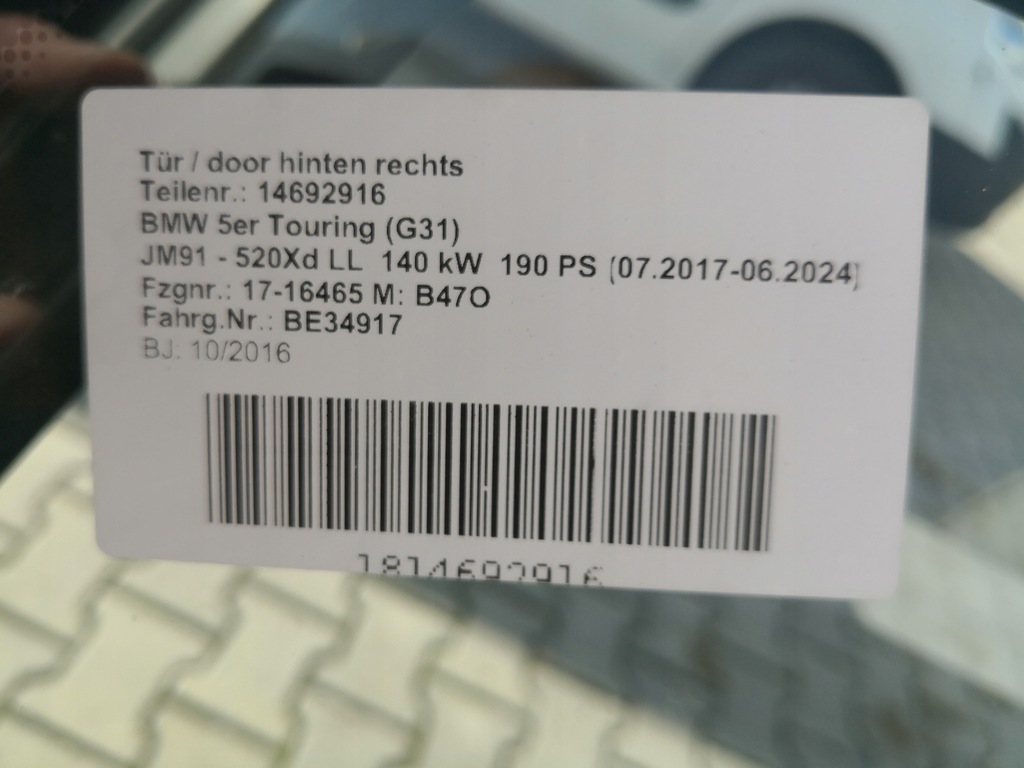 Tür / door hinten rechts
Teilenr.: 14692916
BMW 5er Touring (G31)
JM91 - 520Xd LL 140 kW 190 PS (07.2017-06.2024)
Fzgnr.: 17-16465 M: B47O
Fahrg.Nr.: BE34917
BJ: 10/2016
1814692916